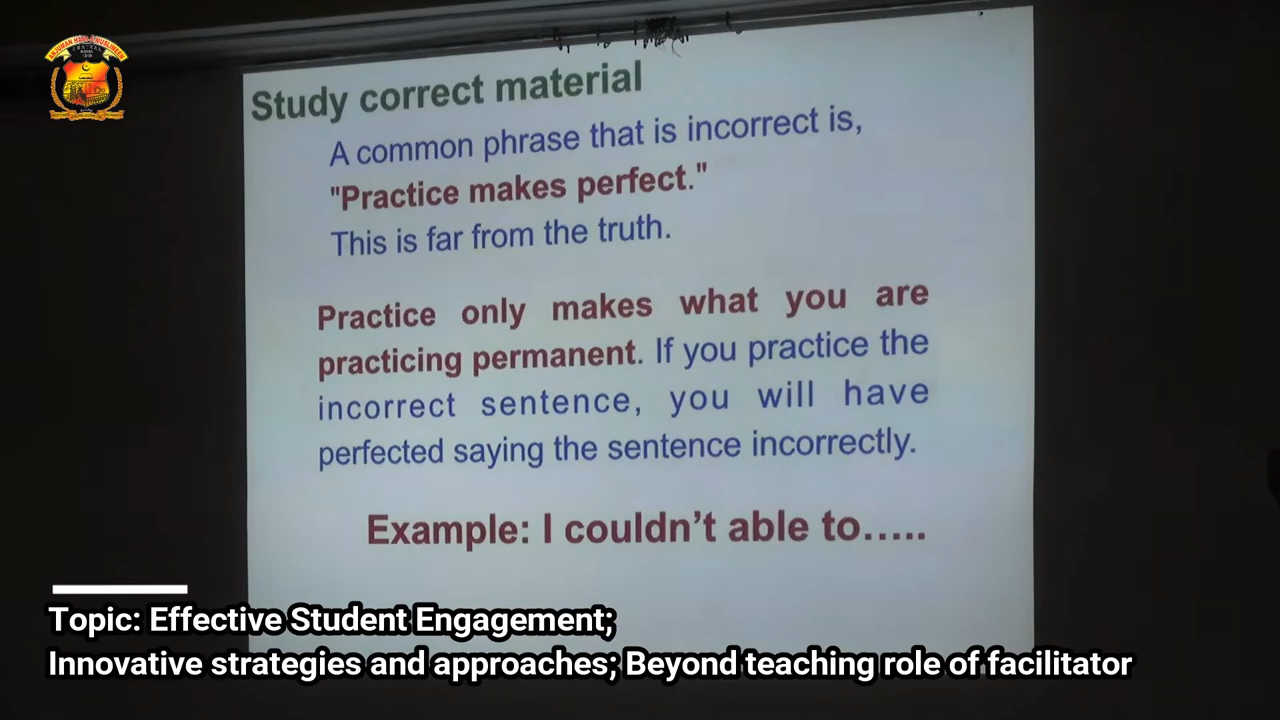 ANJUMAN HAMI-E-MUSLIMEEN
Study correct material
A common phrase that is incorrect is,
"Practice makes perfect."
This is far from the truth.
Practice only makes what you are
practicing permanent. If you practice the
incorrect sentence, you will have
perfected saying the sentence incorrectly.
Example: I couldn't able to.....
Topic: Effective Student Engagement;
Innovative strategies and approaches; Beyond teaching role of facilitator